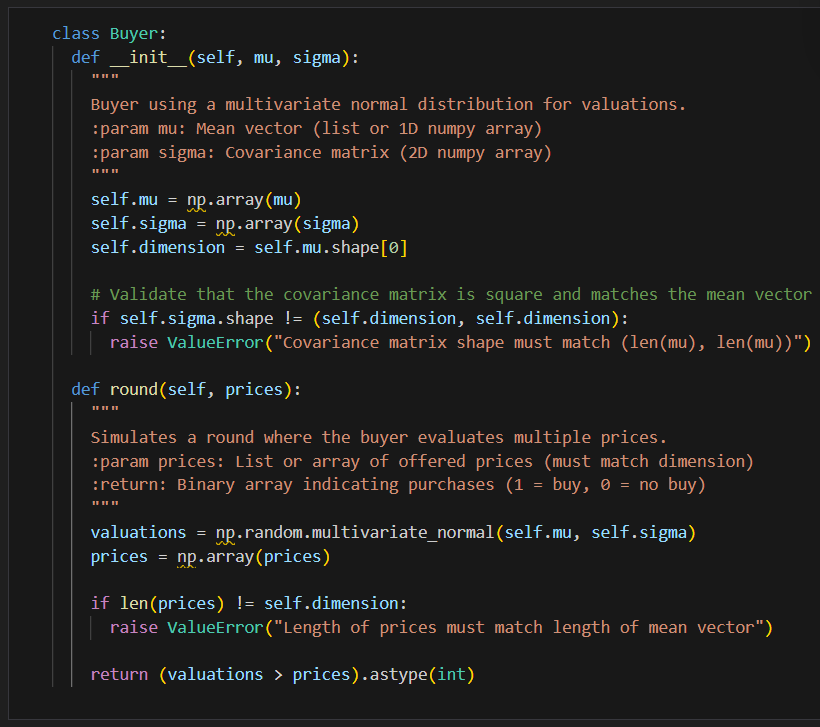 class Buyer:
  def __init__(self, mu, sigma):
    """
    Buyer using a multivariate normal distribution for valuations.
    :param mu: Mean vector (list or 1D numpy array)
    :param sigma: Covariance matrix (2D numpy array)
    """
    self.mu = np.array(mu)
    self.sigma = np.array(sigma)
    self.dimension = self.mu.shape[0]

    # Validate that the covariance matrix is square and matches the mean vector
    if self.sigma.shape != (self.dimension, self.dimension):
      raise ValueError("Covariance matrix shape must match (len(mu), len(mu))")

  def round(self, prices):
    """
    Simulates a round where the buyer evaluates multiple prices.
    :param prices: List or array of offered prices (must match dimension)
    :return: Binary array indicating purchases (1 = buy, 0 = no buy)
    """
    valuations = np.random.multivariate_normal(self.mu, self.sigma)
    prices = np.array(prices)

    if len(prices) != self.dimension:
      raise ValueError("Length of prices must match length of mean vector")

    return (valuations > prices).astype(int)